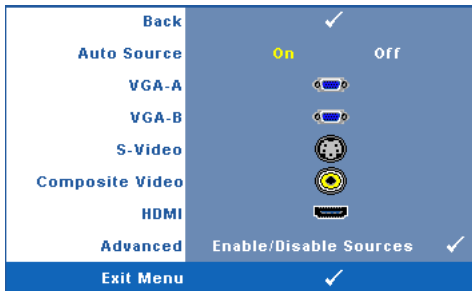 Back
Auto Source On Off
VGA-A
VGA-B
S-Video
Composite Video
HDMI
Advanced Enable/Disable Sources
Exit Menu